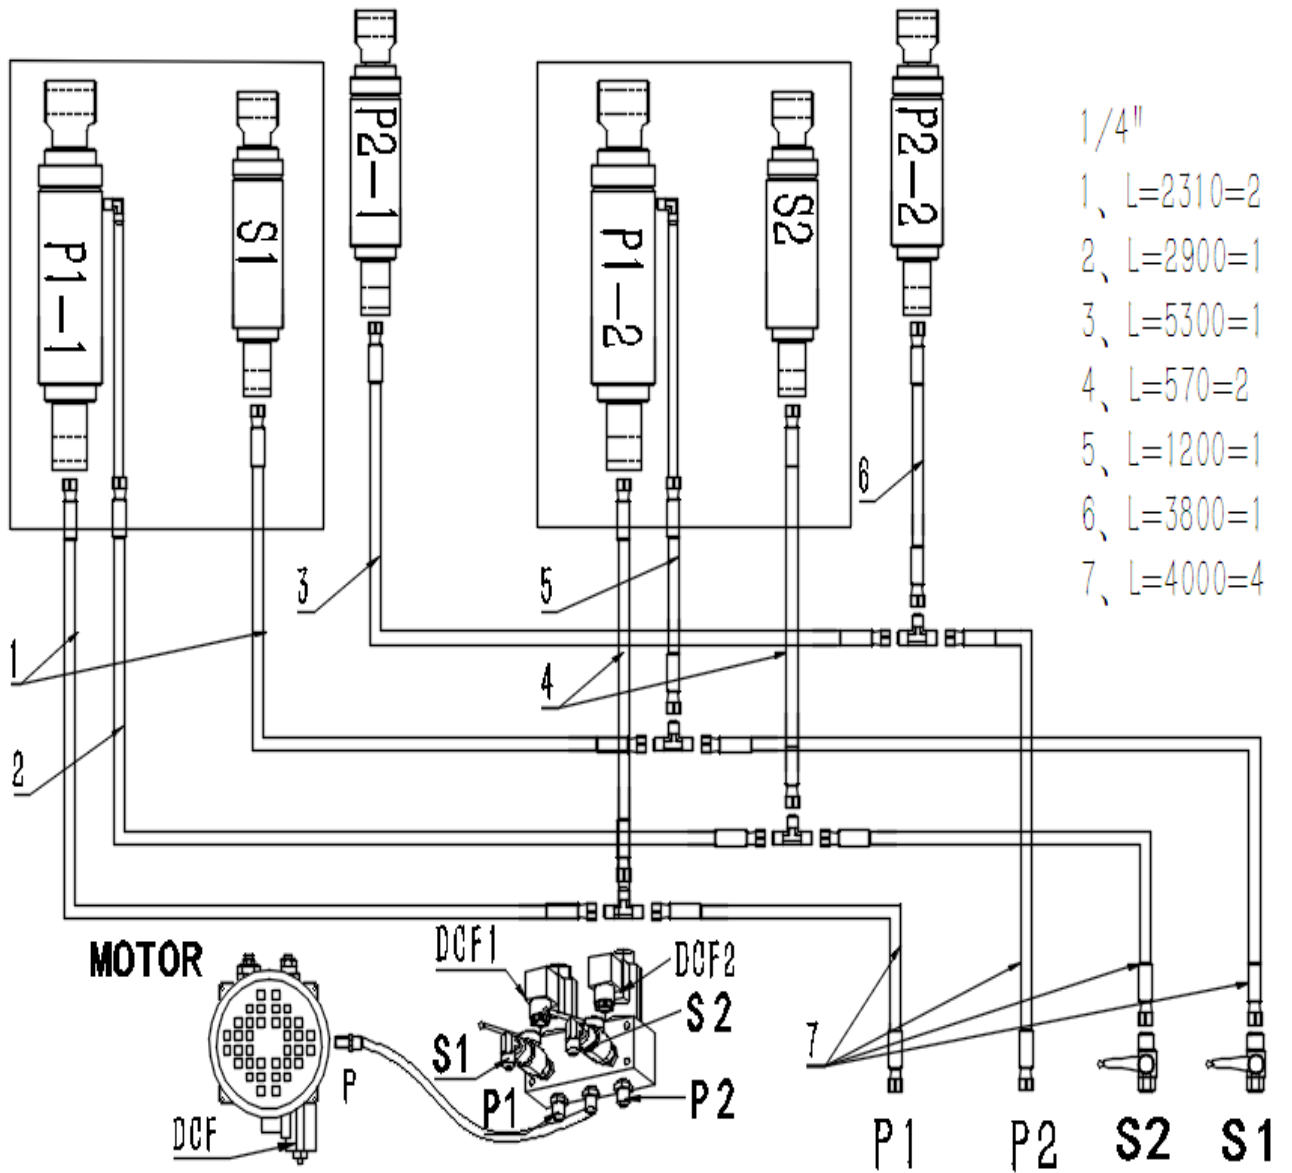 P1-1
S1
P2-1
P1-2
S2
P2-2
1/4"
1、L=2310=2
2、L=2900=1
3、L=5300=1
4、L=570=2
5、L=1200=1
6、L=3800=1
7、L=4000=4
6
3
5
1
4
2
MOTOR
DCF1
DCF2
S2
S1
7
P
P1
P2
DCF
P1
P2
S2
S1